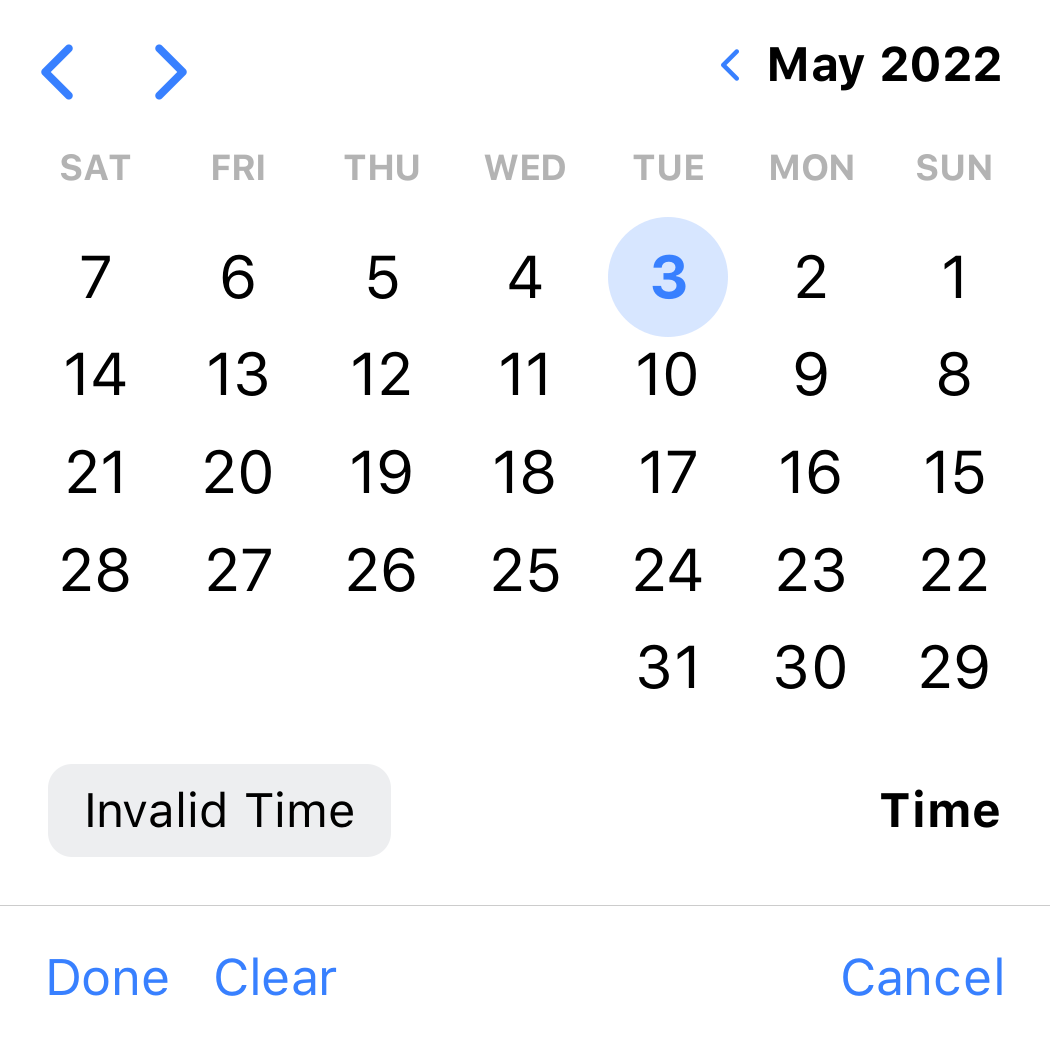 May 2022
SAT FRI THU WED TUE MON SUN
7 6 5 4 3 2 1
14 13 12 11 10 9 8
21 20 19 18 17 16 15
28 27 26 25 24 23 22
31 30 29
Invalid Time Time
Done Clear Cancel